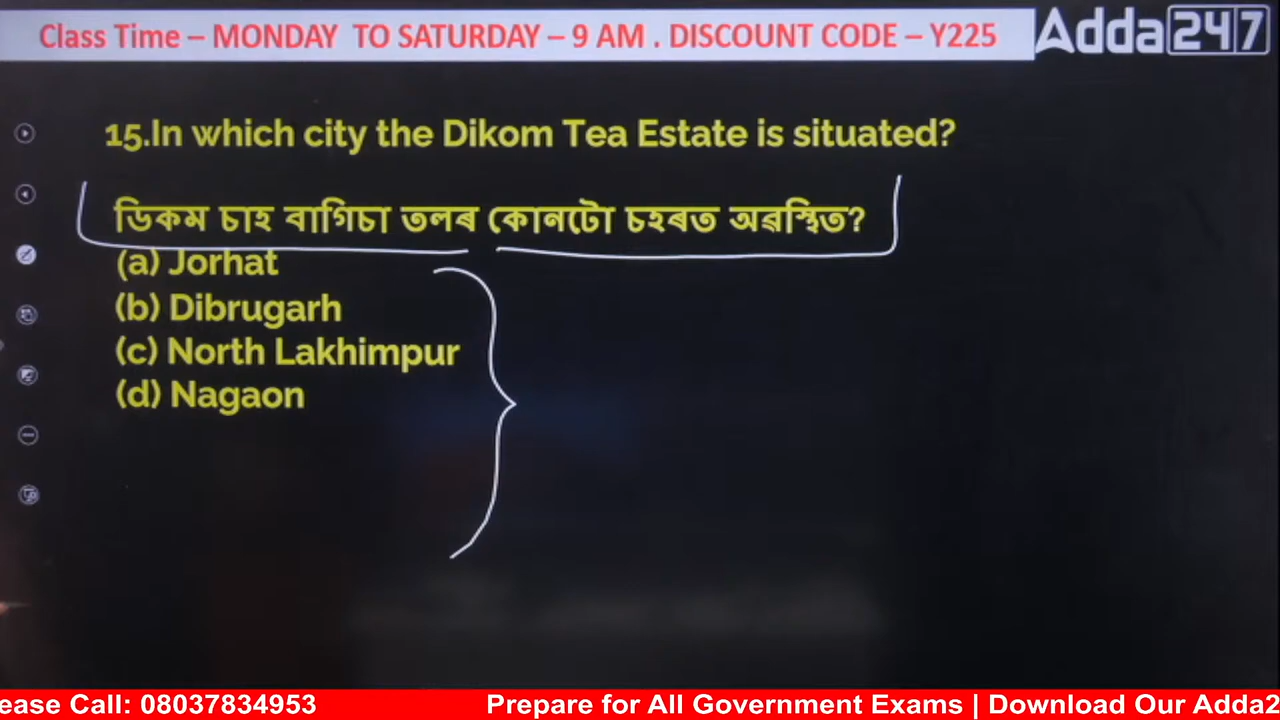 Class Time – MONDAY TO SATURDAY – 9 AM . DISCOUNT CODE – Y225
Adda247
15.In which city the Dikom Tea Estate is situated?
ডিকম চাহ বাগিচা তলৰ কোনটো চহৰত অৱস্থিত?
(a) Jorhat
(b) Dibrugarh
(c) North Lakhimpur
(d) Nagaon
ease Call: 08037834953 Prepare for All Government Exams | Download Our Adda2